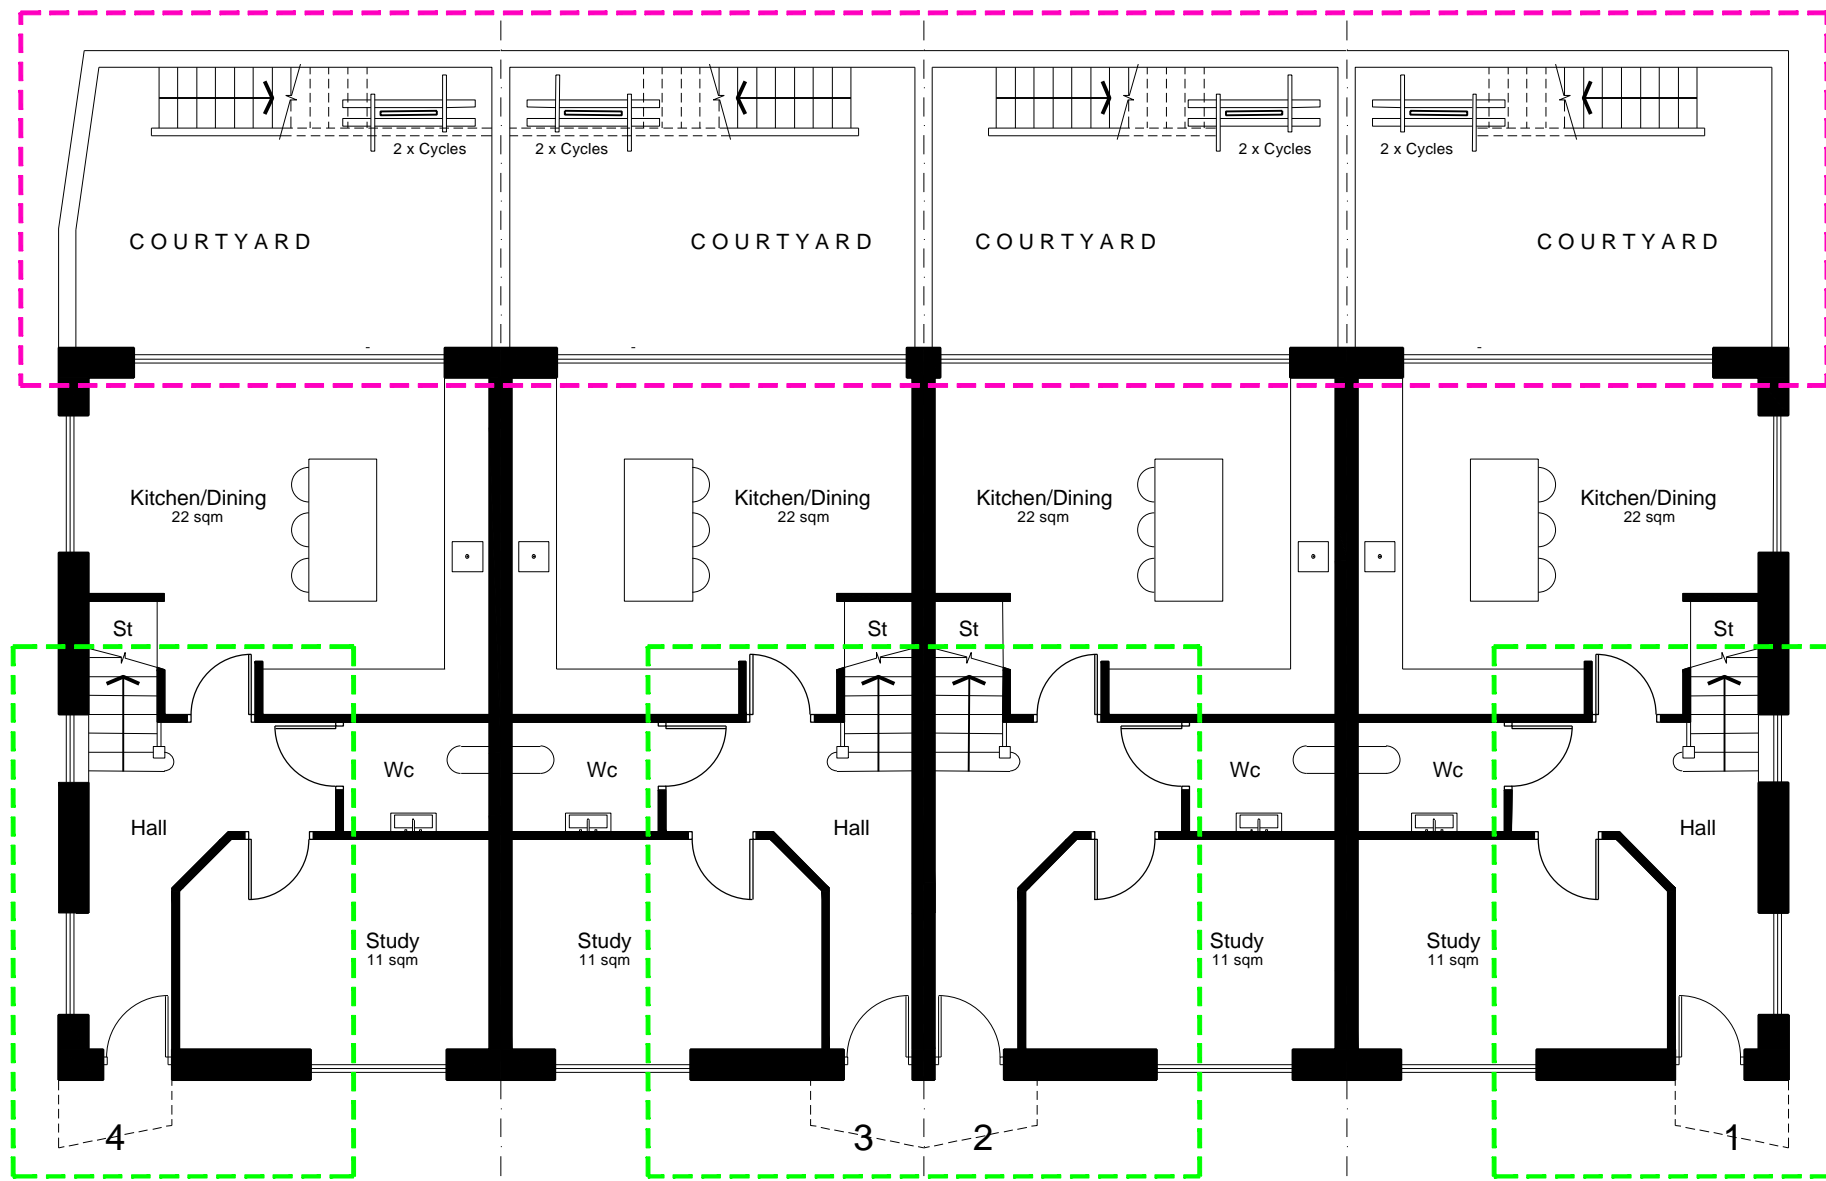 2 x Cycles
2 x Cycles
2 x Cycles
2 x Cycles
COURTYARD
COURTYARD
COURTYARD
COURTYARD
Kitchen/Dining
22 sqm
Kitchen/Dining
22 sqm
Kitchen/Dining
22 sqm
Kitchen/Dining
22 sqm
St
St
St
St
Wc
Wc
Wc
Wc
Hall
Hall
Hall
Study
11 sqm
Study
11 sqm
Study
11 sqm
Study
11 sqm
4
3
2
1